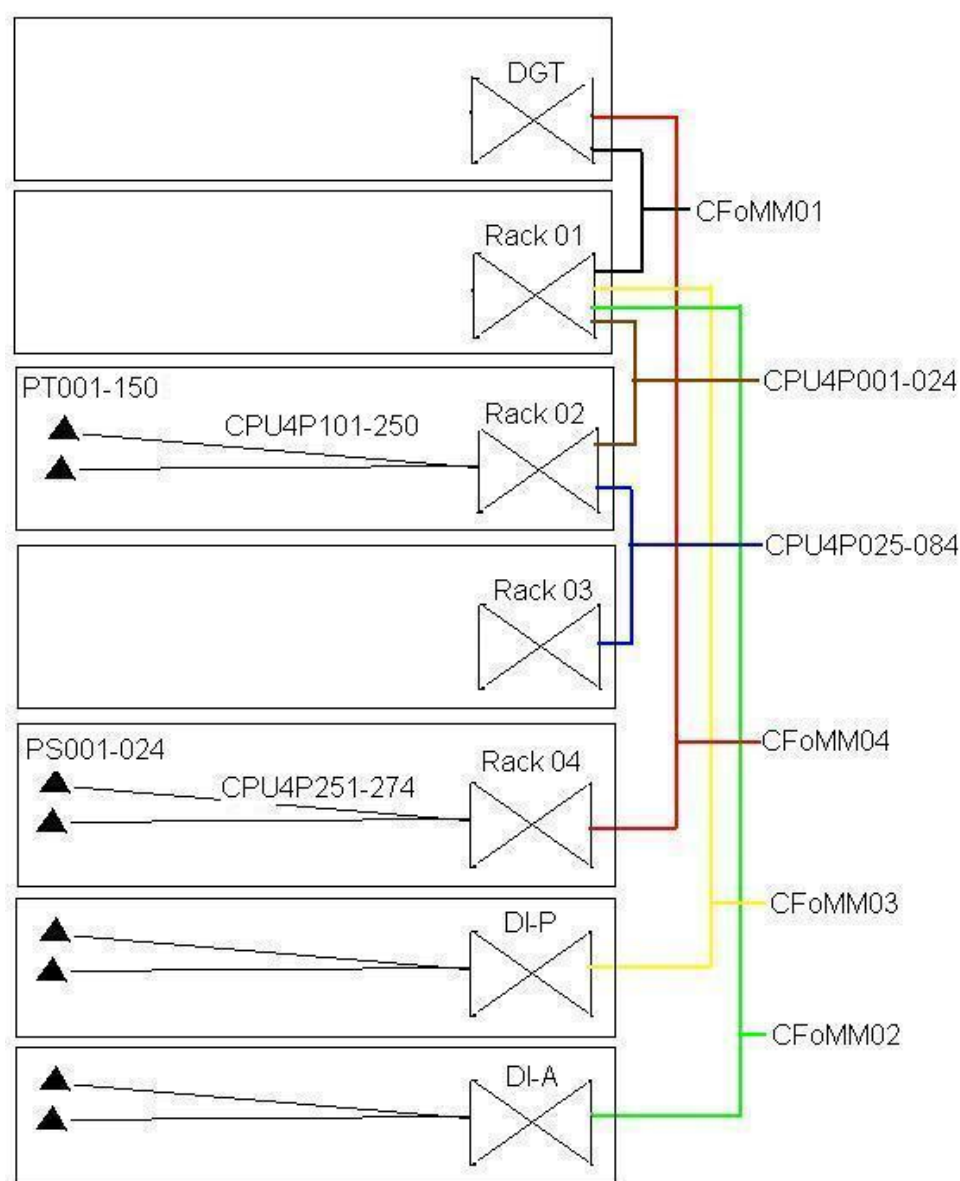 DGT
CFoMM01
Rack 01
CPU4P001-024
PT001-150
CPU4P101-250
Rack 02
CPU4P025-084
Rack 03
CFoMM04
PS001-024
CPU4P251-274
Rack 04
CFoMM03
DI-P
CFoMM02
DI-A